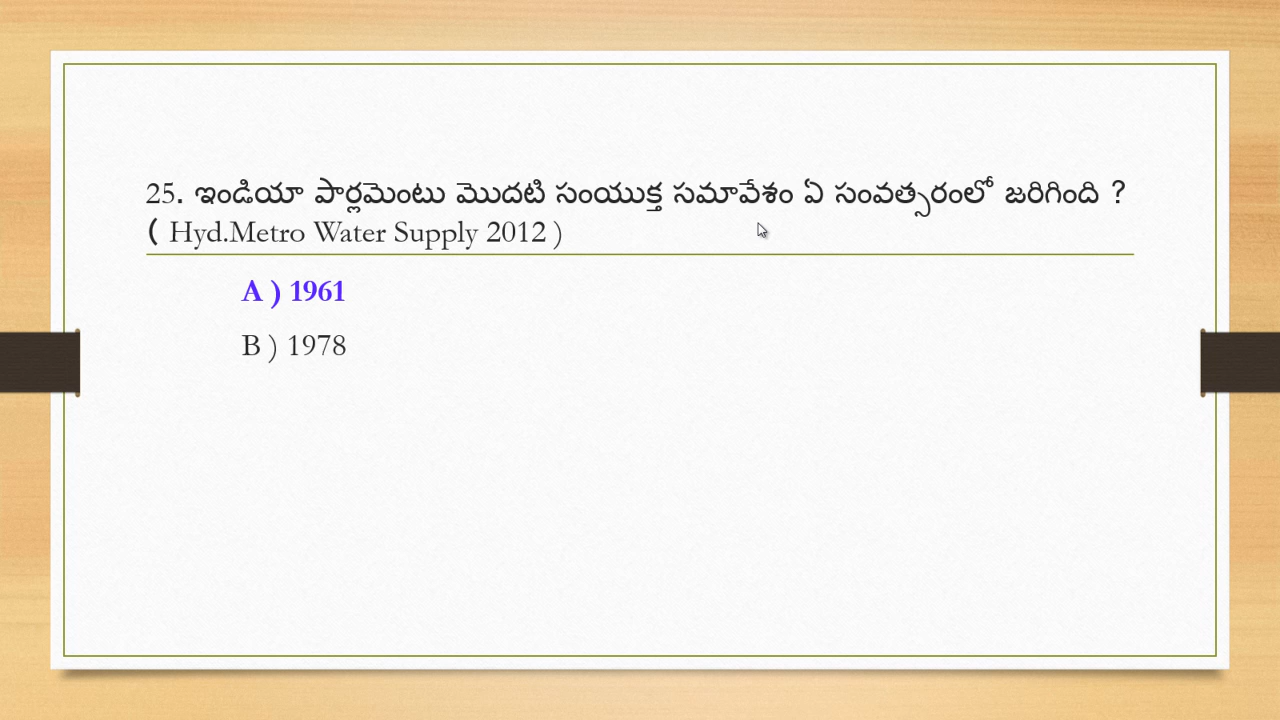 25. ఇండియా పార్లమెంటు మొదటి సంయుక్త సమావేశం ఏ సంవత్సరంలో జరిగింది ?
( Hyd.Metro Water Supply 2012 )
A ) 1961
B ) 1978